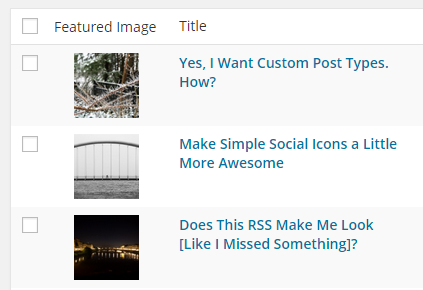 Featured Image Title
Yes, I Want Custom Post Types.
How?
Make Simple Social Icons a Little
More Awesome
Does This RSS Make Me Look
[Like I Missed Something]?